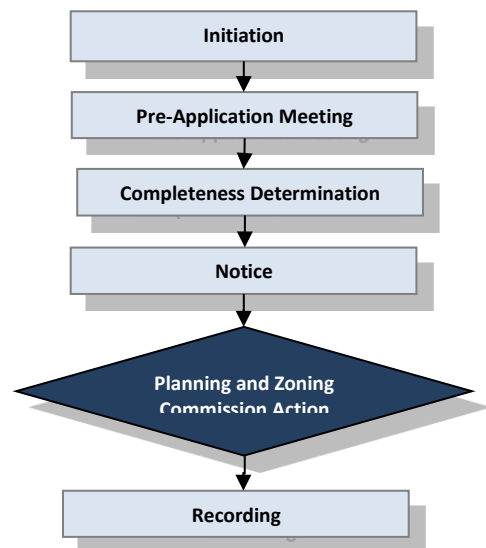 Initiation
Pre-Application Meeting
Completeness Determination
Notice
Planning and Zoning
Commission Action
Recording